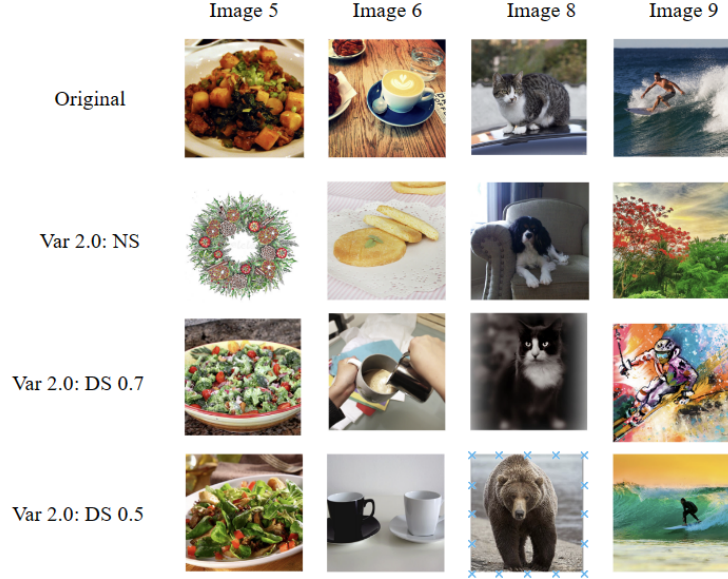 Image 5 Image 6 Image 8 Image 9
Original
Var 2.0: NS
Var 2.0: DS 0.7
Var 2.0: DS 0.5